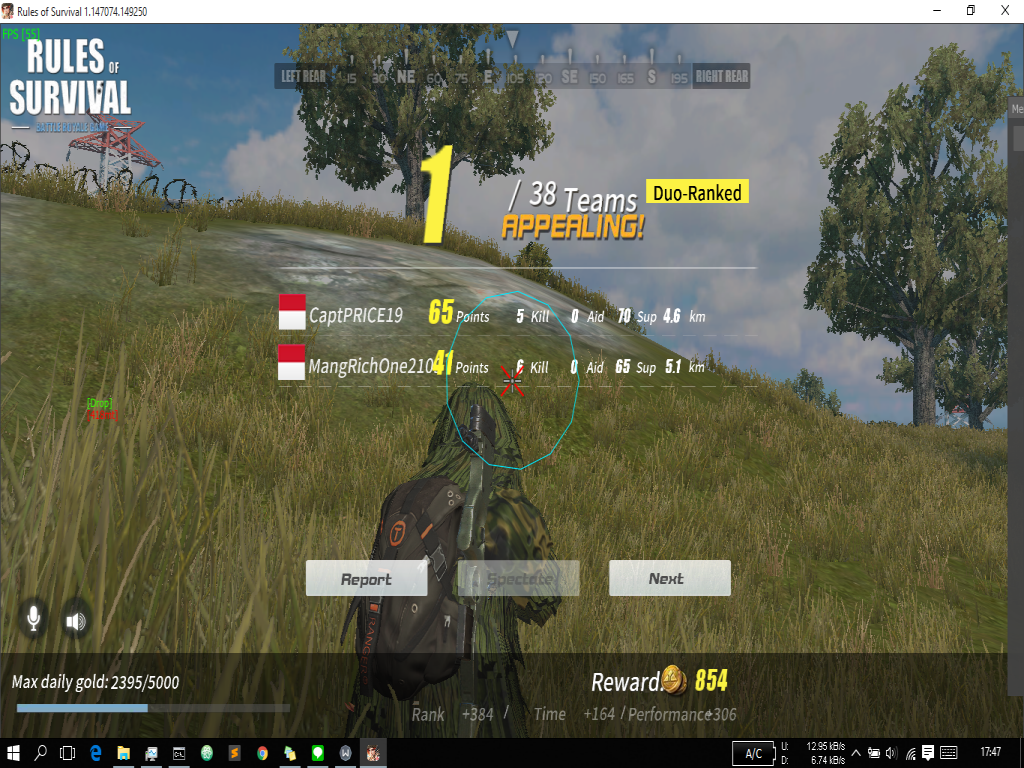 Rules of Survival 1.147074.149250
FPS [55]
RULES OF
SURVIVAL
LEFT REAR 15 30 NE 60 75 E 105 120 SE 150 165 S 195 RIGHT REAR
Me
1 / 38 Teams Duo-Ranked
APPEALING!
CaptPRICE19 65 Points 5 Kill 0 Aid 70 Sup 4.6 km
MangRichOne210 41 Points 6 Kill 0 Aid 65 Sup 5.1 km
[Drop]
Report Spectate Next
RANGER
Max daily gold: 2395/5000
Reward: 854
Rank +384 / Time +164 / Performance +306
A/C U: 12.95 kB/s
D: 6.74 kB/s
17:47